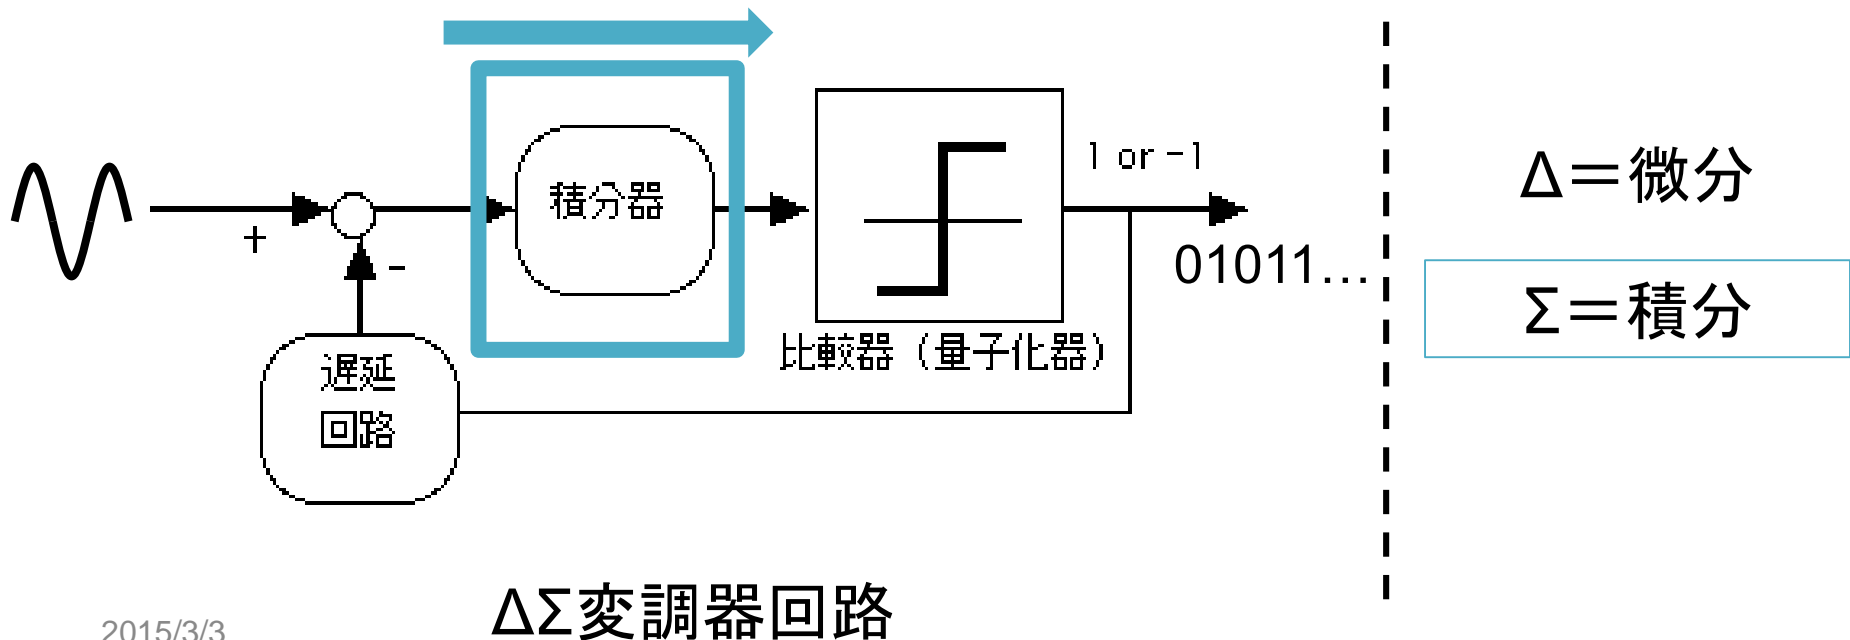 1 or -1
Δ＝微分
+
積分器
-
01011…
Σ＝積分
比較器（量子化器）
遅延
回路
ΔΣ変調器回路
2015/3/3